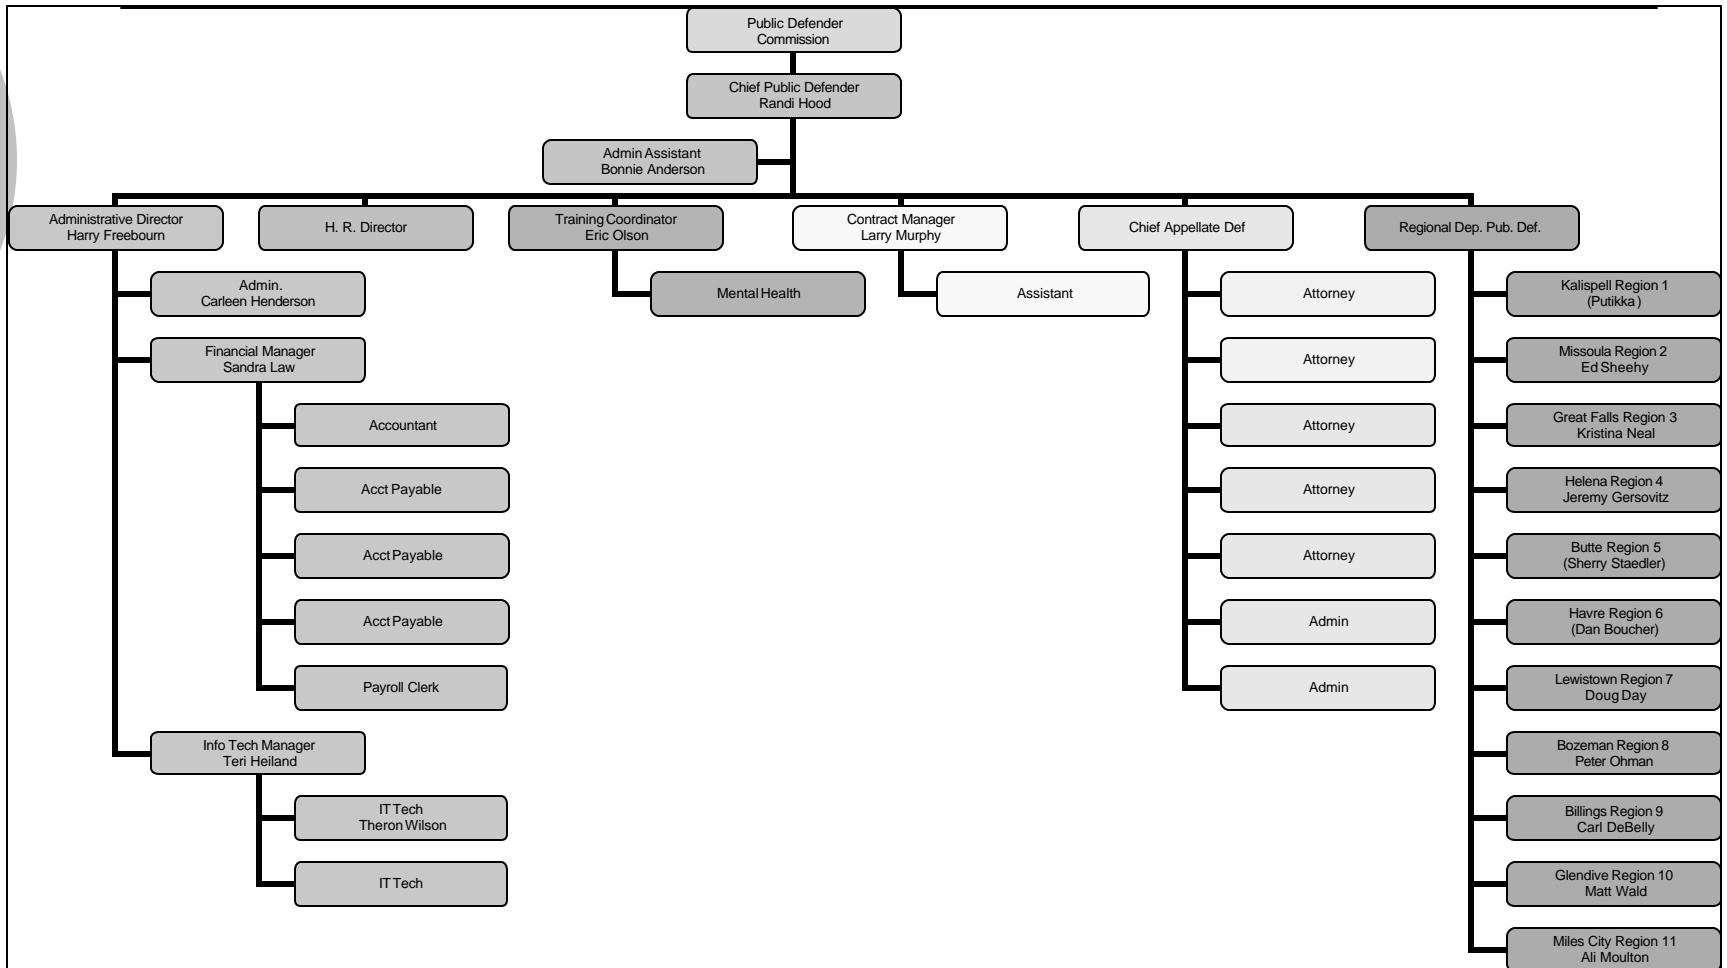 Public Defender
Commission
Chief Public Defender
Randi Hood
Admin Assistant
Bonnie Anderson
Administrative Director
Harry Freebourn
H. R. Director
Training Coordinator
Eric Olson
Contract Manager
Larry Murphy
Chief Appellate Def
Regional Dep. Pub. Def.
Admin.
Carleen Henderson
Mental Health
Assistant
Attorney
Kalispell Region 1
(Putikka )
Financial Manager
Sandra Law
Attorney
Missoula Region 2
Ed Sheehy
Accountant
Attorney
Great Falls Region 3
Kristina Neal
Acct Payable
Attorney
Helena Region 4
Jeremy Gersovitz
Acct Payable
Attorney
Butte Region 5
(Sherry Staedler)
Acct Payable
Admin
Havre Region 6
(Dan Boucher)
Payroll Clerk
Admin
Lewistown Region 7
Doug Day
Info Tech Manager
Teri Heiland
Bozeman Region 8
Peter Ohman
IT Tech
Theron Wilson
Billings Region 9
Carl DeBelly
IT Tech
Glendive Region 10
Matt Wald
Miles City Region 11
Ali Moulton